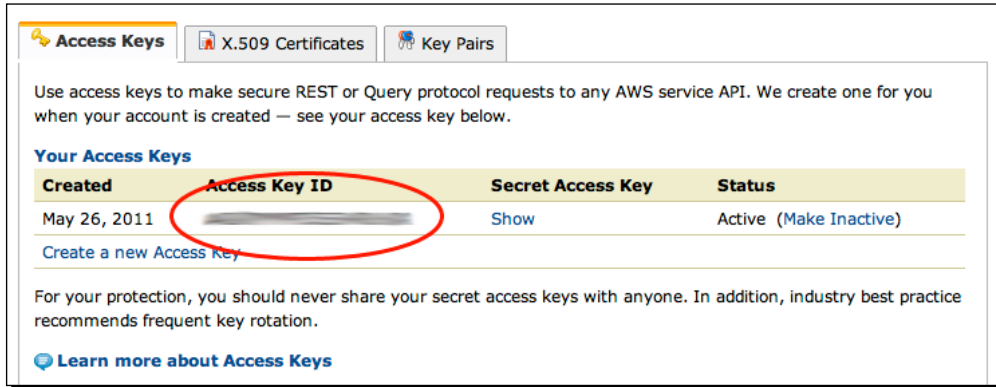 Access Keys X.509 Certificates Key Pairs
Use access keys to make secure REST or Query protocol requests to any AWS service API. We create one for you
when your account is created — see your access key below.
Your Access Keys
Created Access Key ID Secret Access Key Status
May 26, 2011 Show Active (Make Inactive)
Create a new Access Key
For your protection, you should never share your secret access keys with anyone. In addition, industry best practice
recommends frequent key rotation.
Learn more about Access Keys